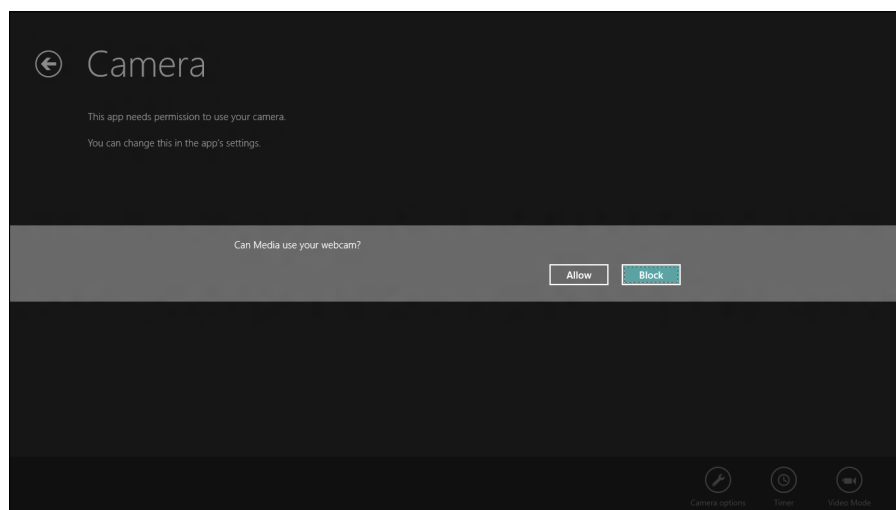 Camera
This app needs permission to use your camera.
You can change this in the app's settings.
Can Media use your webcam?
Allow Block
Camera options Timer Video Mode